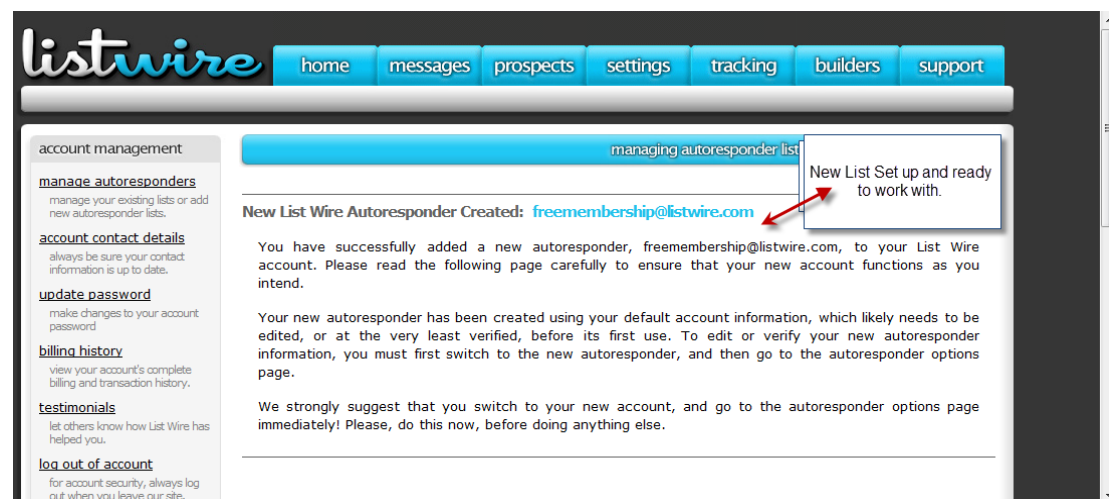 listwire
home messages prospects settings tracking builders support
account management
manage autoresponders
manage your existing lists or add
new autoresponder lists.
account contact details
always be sure your contact
information is up to date.
update password
make changes to your account
password
billing history
view your account's complete
billing and transaction history.
testimonials
let others know how List Wire has
helped you.
log out of account
for account security, always log
out when you leave our site.
managing autoresponder list
New List Set up and ready
to work with.
New List Wire Autoresponder Created: freemembership@listwire.com
You have successfully added a new autoresponder, freemembership@listwire.com, to your List Wire
account. Please read the following page carefully to ensure that your new account functions as you
intend.
Your new autoresponder has been created using your default account information, which likely needs to be
edited, or at the very least verified, before its first use. To edit or verify your new autoresponder
information, you must first switch to the new autoresponder, and then go to the autoresponder options
page.
We strongly suggest that you switch to your new account, and go to the autoresponder options page
immediately! Please, do this now, before doing anything else.